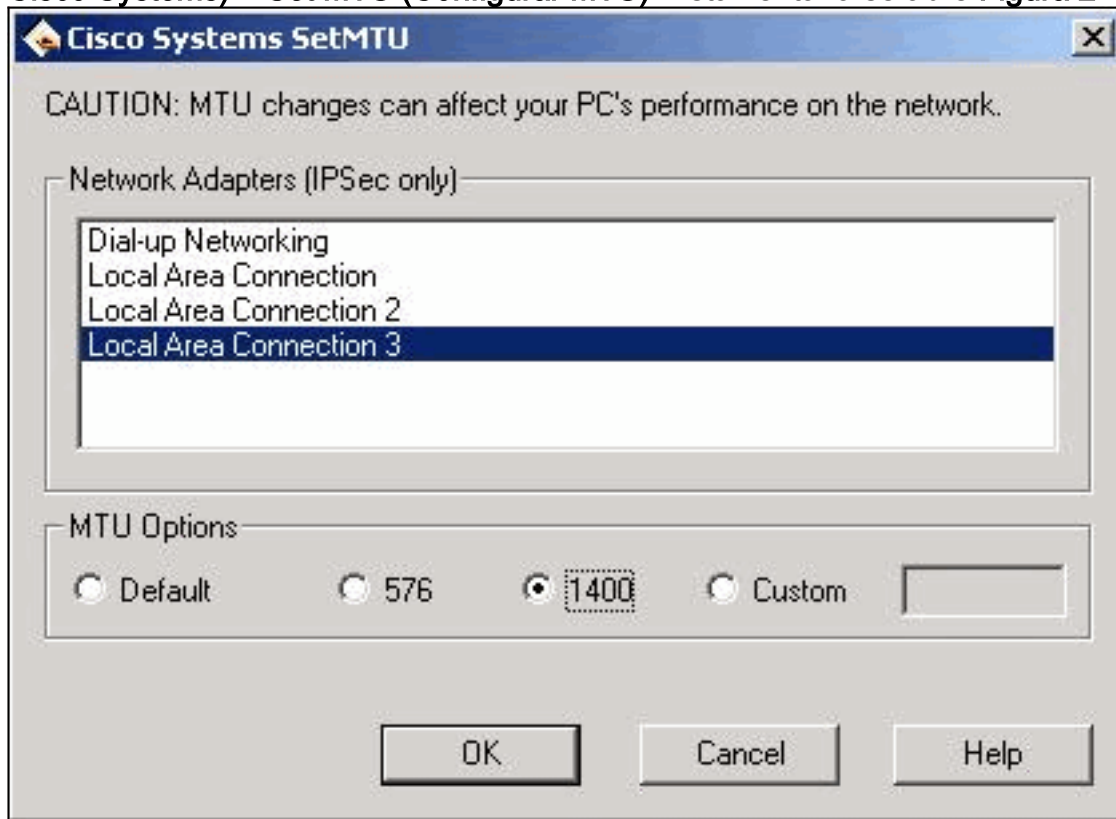 Cisco Systems SetMTU
CAUTION: MTU changes can affect your PC's performance on the network.
Network Adapters (IPSec only)
Dial-up Networking
Local Area Connection
Local Area Connection 2
Local Area Connection 3
MTU Options
Default
576
1400
Custom
OK
Cancel
Help